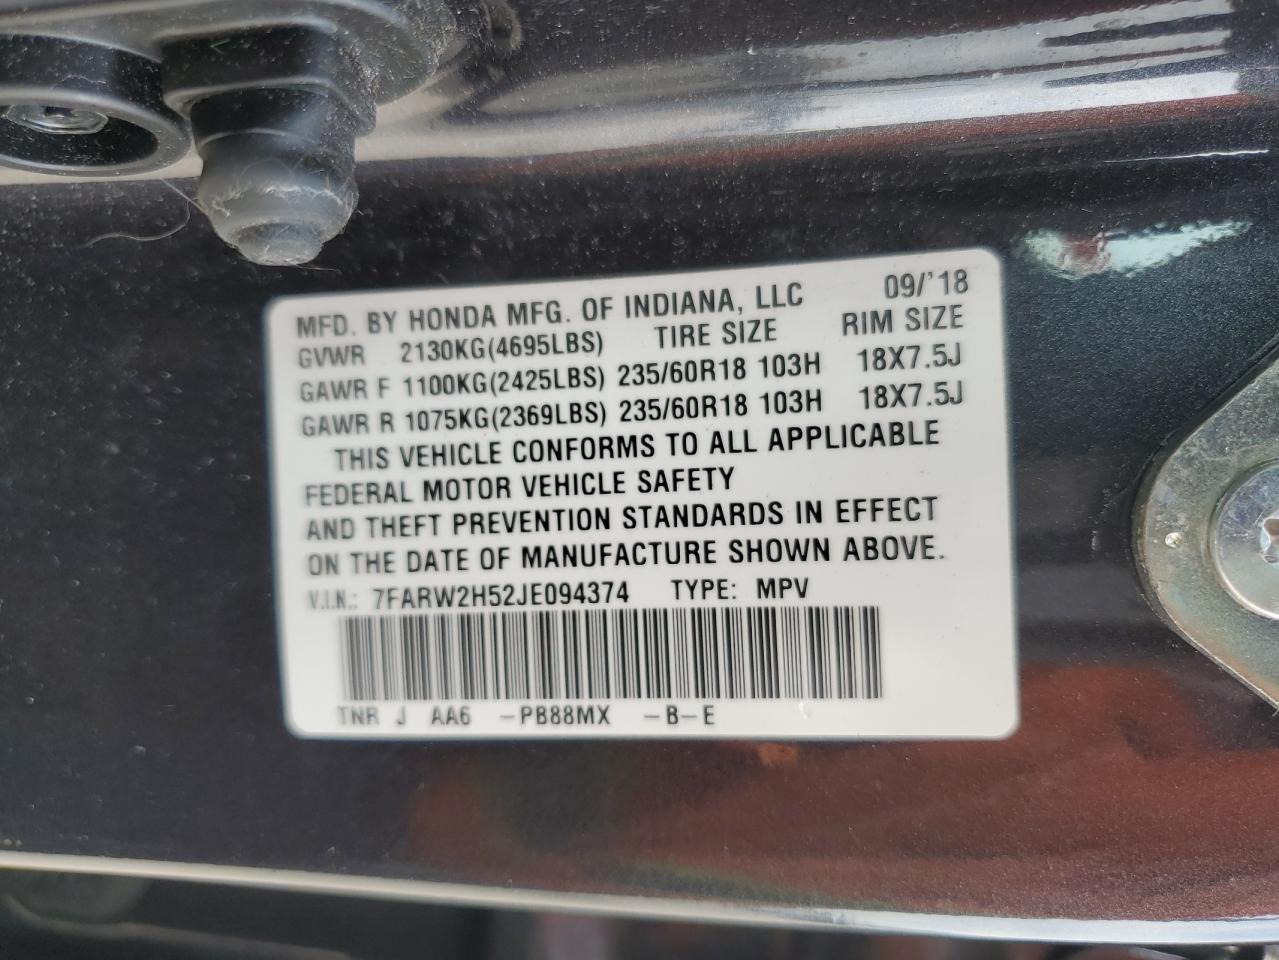 MFD. BY HONDA MFG. OF INDIANA, LLC 09/'18
GVWR 2130KG(4695LBS) TIRE SIZE RIM SIZE
GAWR F 1100KG(2425LBS) 235/60R18 103H 18X7.5J
GAWR R 1075KG(2369LBS) 235/60R18 103H 18X7.5J
THIS VEHICLE CONFORMS TO ALL APPLICABLE
FEDERAL MOTOR VEHICLE SAFETY
AND THEFT PREVENTION STANDARDS IN EFFECT
ON THE DATE OF MANUFACTURE SHOWN ABOVE.
V.I.N.: 7FARW2H52JE094374 TYPE: MPV
TNR J AA6 -PB88MX -B-E